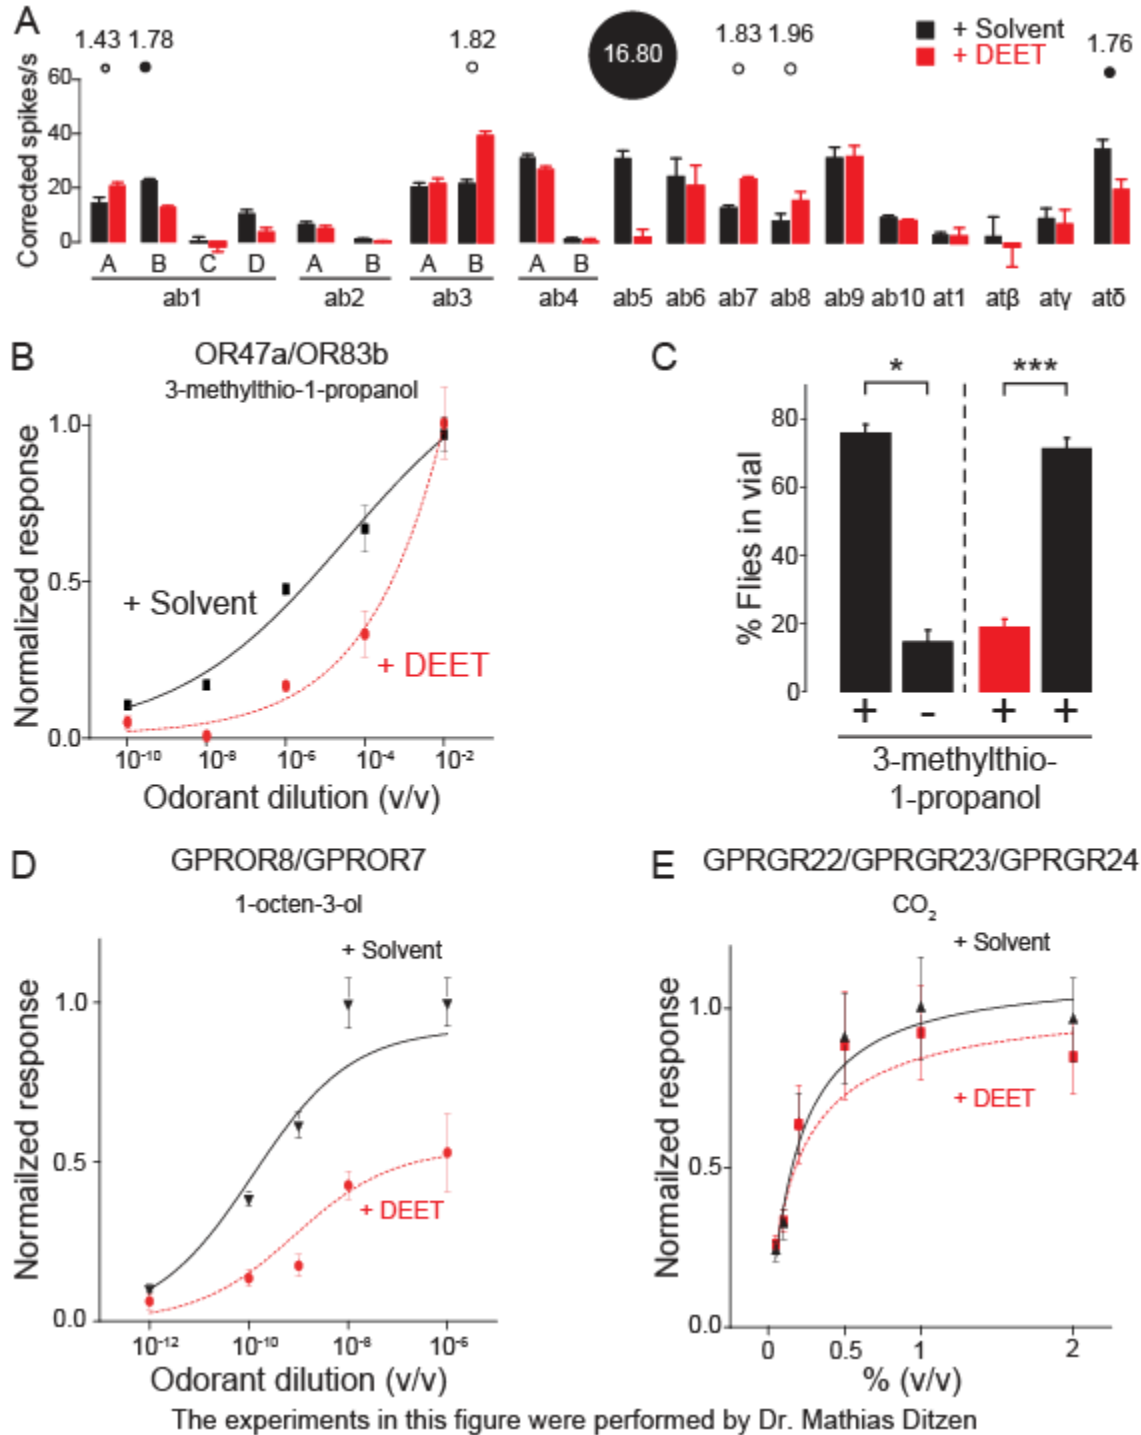 A
1.43 1.78 1.82 16.80 1.83 1.96 1.76
+ Solvent
+ DEET
Corrected spikes/s
60
40
20
0
A B C D A B A B A B
ab1 ab2 ab3 ab4 ab5 ab6 ab7 ab8 ab9 ab10 at1 atβ atγ atδ
B
OR47a/OR83b
3-methylthio-1-propanol
Normalized response
1.0
0.5
0.0
+ Solvent
+ DEET
10-10 10-8 10-6 10-4 10-2
Odorant dilution (v/v)
C
* ***
% Flies in vial
80
60
40
20
0
+ - + +
3-methylthio-
1-propanol
D
GPROR8/GPROR7
1-octen-3-ol
+ Solvent
Normalized response
1.0
0.5
0.0
+ DEET
10-12 10-10 10-8 10-6
Odorant dilution (v/v)
E
GPRGR22/GPRGR23/GPRGR24
CO2
+ Solvent
Normailzed response
1.0
0.5
0.0
+ DEET
0 0.5 1 2
% (v/v)
The experiments in this figure were performed by Dr. Mathias Ditzen